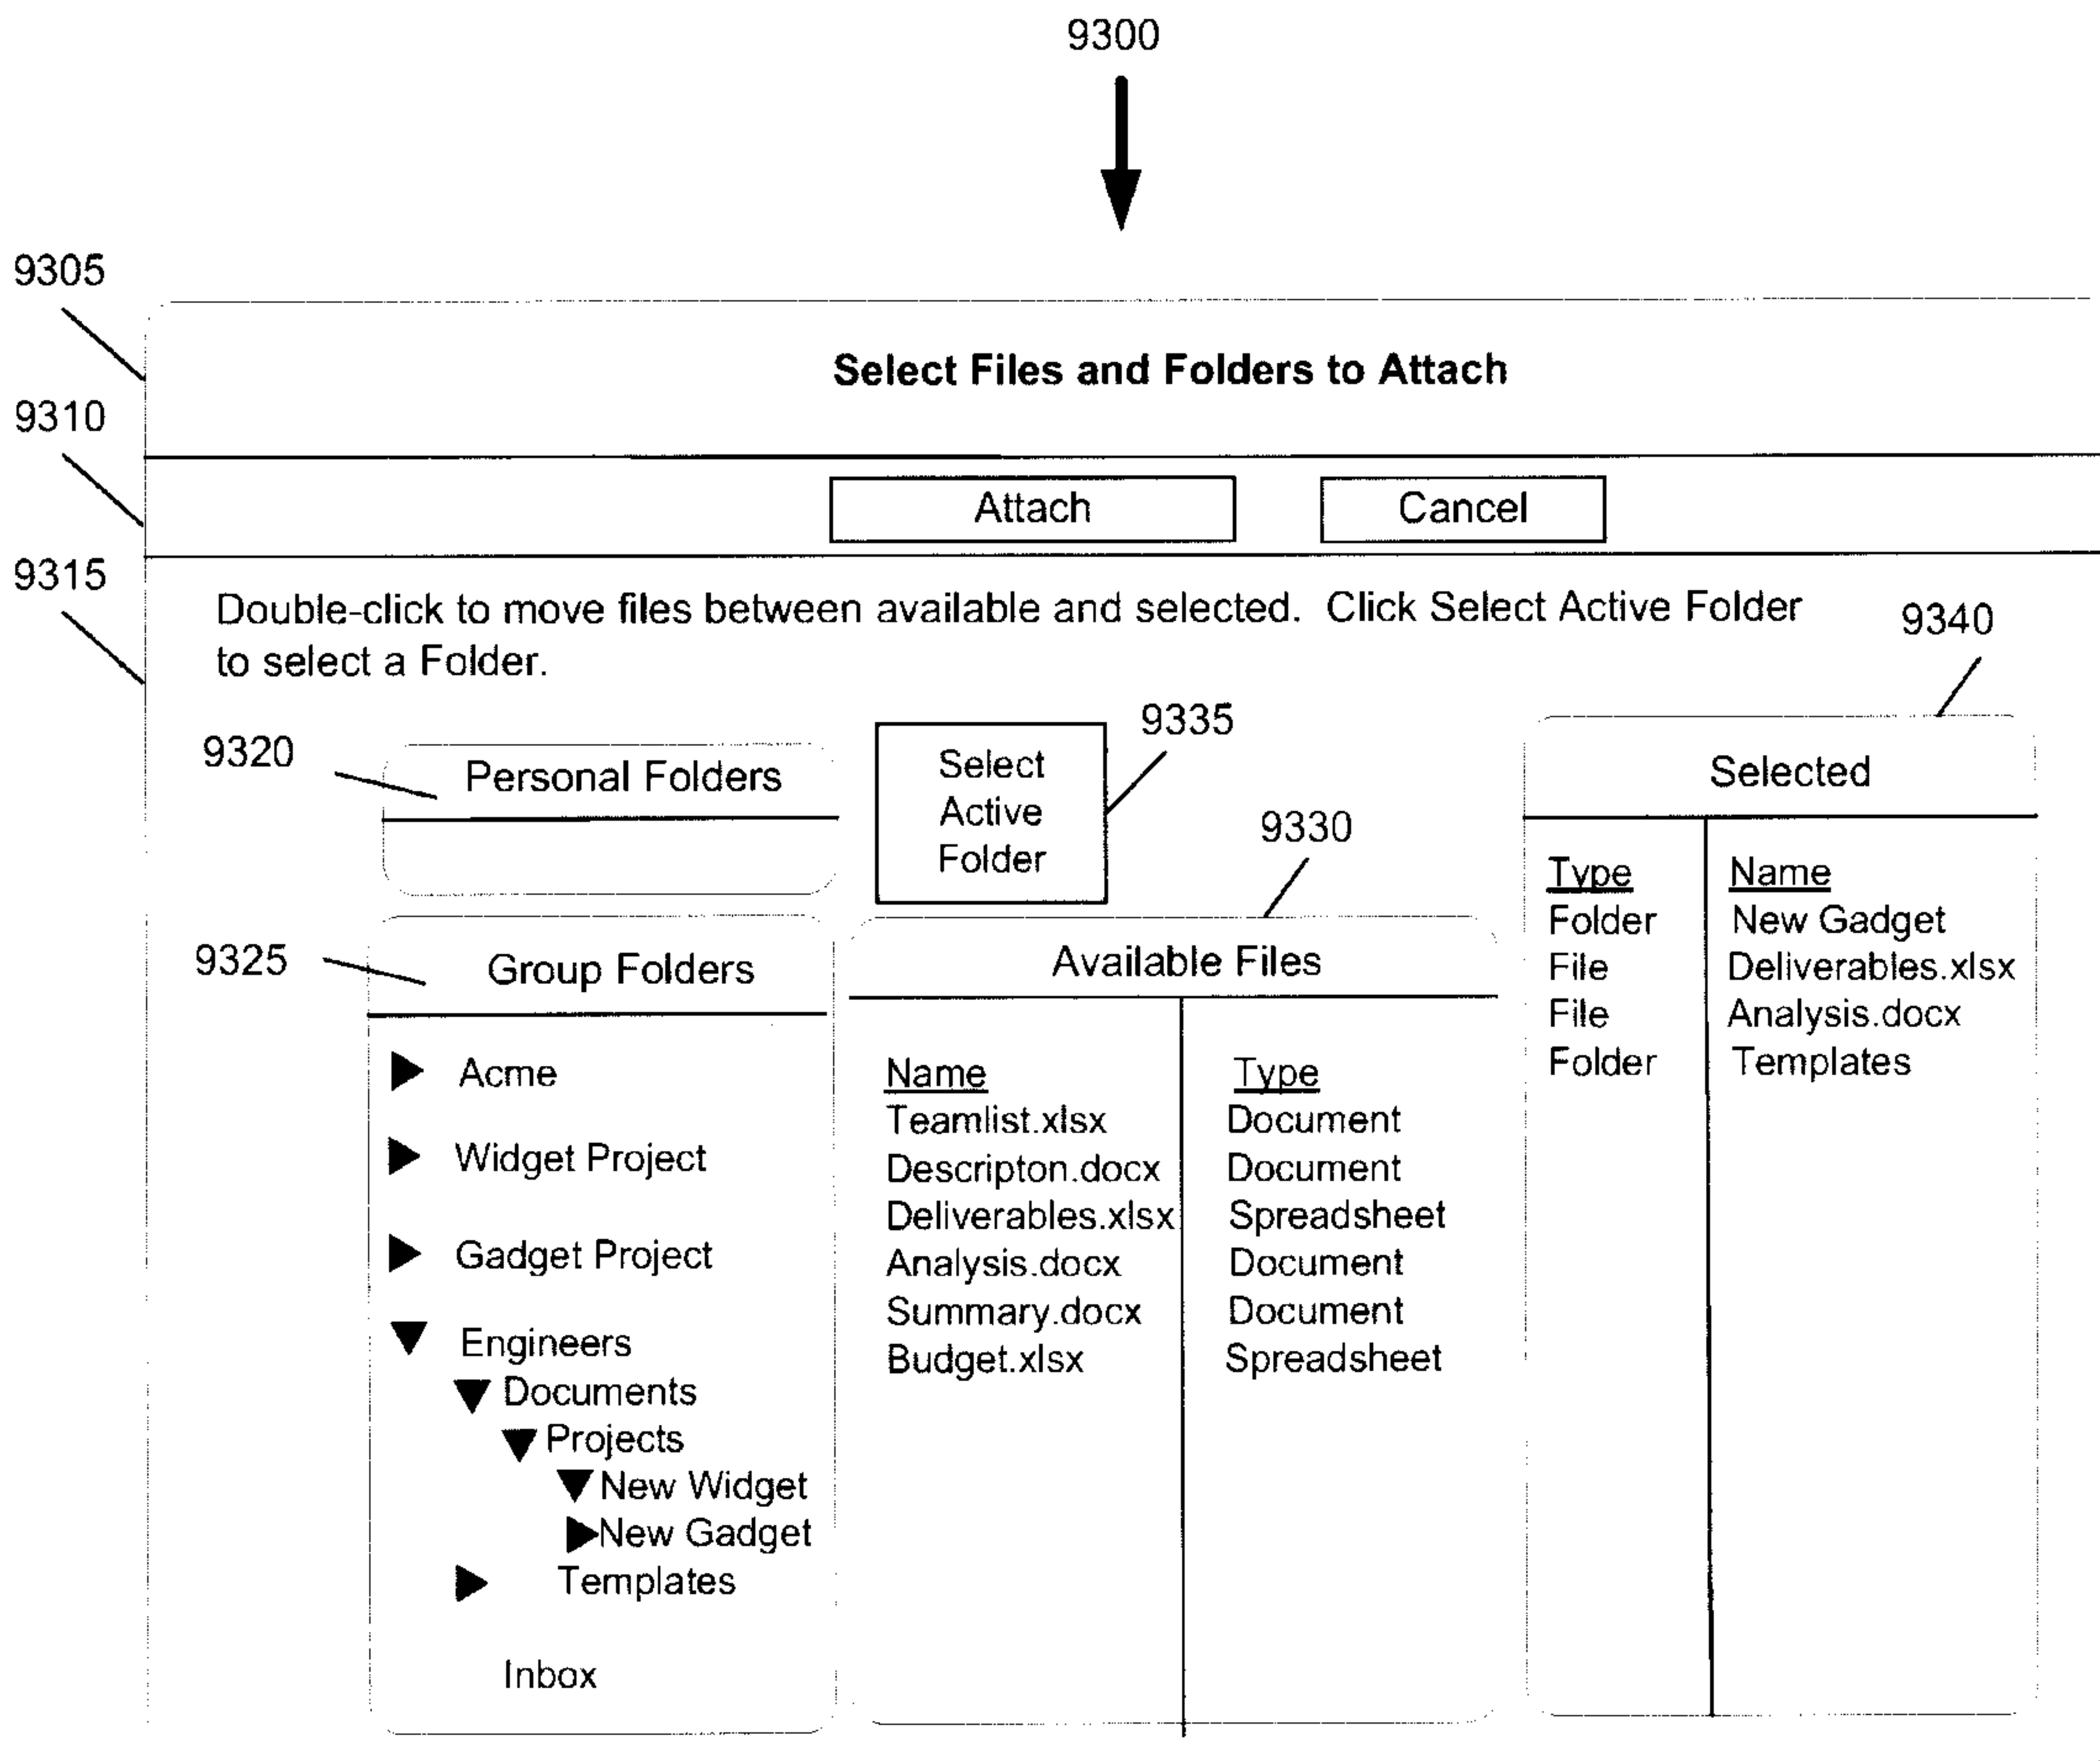 9300
9305
Select Files and Folders to Attach
9310
Attach Cancel
9315
Double-click to move files between available and selected. Click Select Active Folder
to select a Folder.
9340
9320
Personal Folders
Select
Active
Folder
9335
9330
9325
Group Folders
Acme
Widget Project
Gadget Project
Engineers
Documents
Projects
New Widget
New Gadget
Templates
Inbox
Available Files
Name Type
Teamlist.xlsx Document
Descripton.docx Document
Deliverables.xlsx Spreadsheet
Analysis.docx Document
Summary.docx Document
Budget.xlsx Spreadsheet
Selected
Type Name
Folder New Gadget
File Deliverables.xlsx
File Analysis.docx
Folder Templates